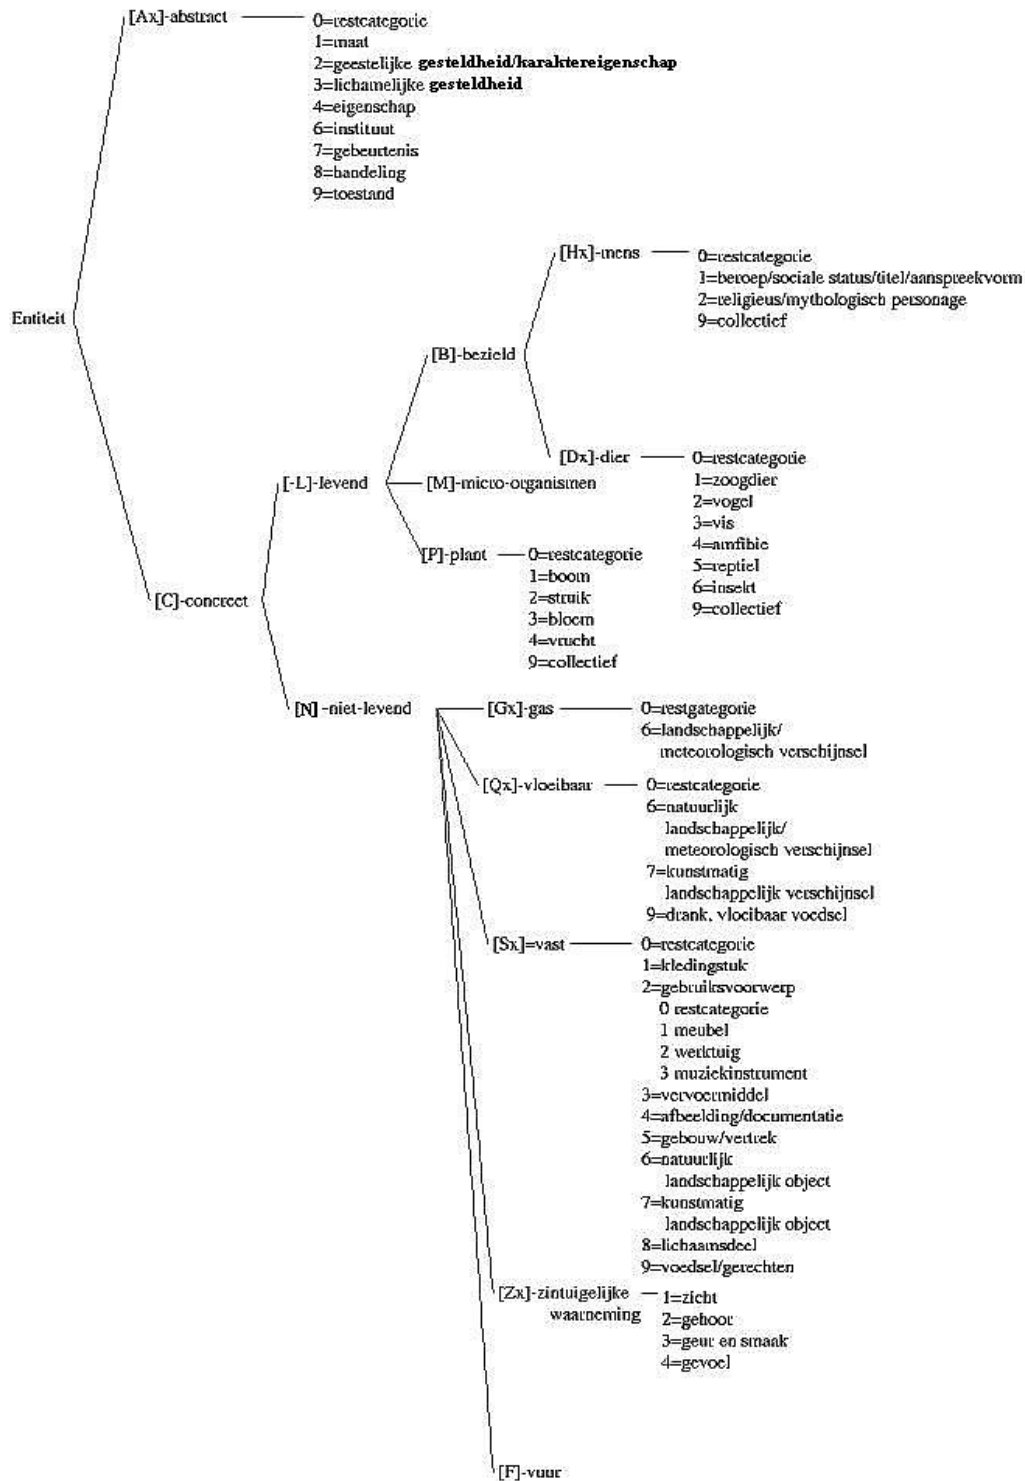 [Ax]-abstract
0=restcategorie
1=maat
2=geestelijke gesteldheid/karaktereigenschap
3=lichamelijke gesteldheid
4=eigenschap
6=instituut
7=gebeurtenis
8=handeling
9=toestand
Entiteit
[Hx]-mens
0=restcategorie
1=beroep/sociale status/titel/aanspreekvorm
2=religieus/mythologisch personage
9=collectief
[B]-bezield
[Dx]-dier
0=restcategorie
1=zoogdier
2=vogel
3=vis
4=amfibie
5=reptiel
6=insekt
9=collectief
[-L]-levend
[M]-micro-organismen
[P]-plant
0=restcategorie
1=boom
2=struik
3=bloem
4=vrucht
9=collectief
[C]-concreet
[N] -niet-levend
[Gx]-gas
0=restgategorie
6=landschappelijk/
meteorologisch verschijnsel
[Qx]-vloeibaar
0=restcategorie
6=natuurlijk
landschappelijk/
meteorologisch verschijnsel
7=kunstmatig
landschappelijk verschijnsel
9=drank, vloeibaar voedsel
[Sx]=vast
0=restcategorie
1=kledingstuk
2=gebruiksvoorwerp
0 restcategorie
1 meubel
2 werktuig
3 muziekinstrument
3=vervoermiddel
4=afbeelding/documentatie
5=gebouw/vertrek
6=natuurlijk
landschappelijk object
7=kunstmatig
landschappelijk object
8=lichaamsdeel
9=voedsel/gerechten
[Zx]-zintuigelijke
waarneming
1=zicht
2=gehoor
3=geur en smaak
4=gevoel
[F]-vuur